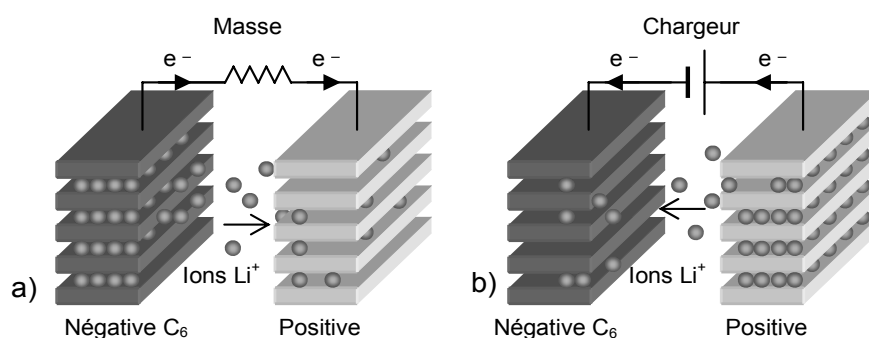 Masse
e⁻ e⁻
a)
Ions Li⁺
Négative C₆ Positive
Chargeur
e⁻ e⁻
b)
Ions Li⁺
Négative C₆ Positive